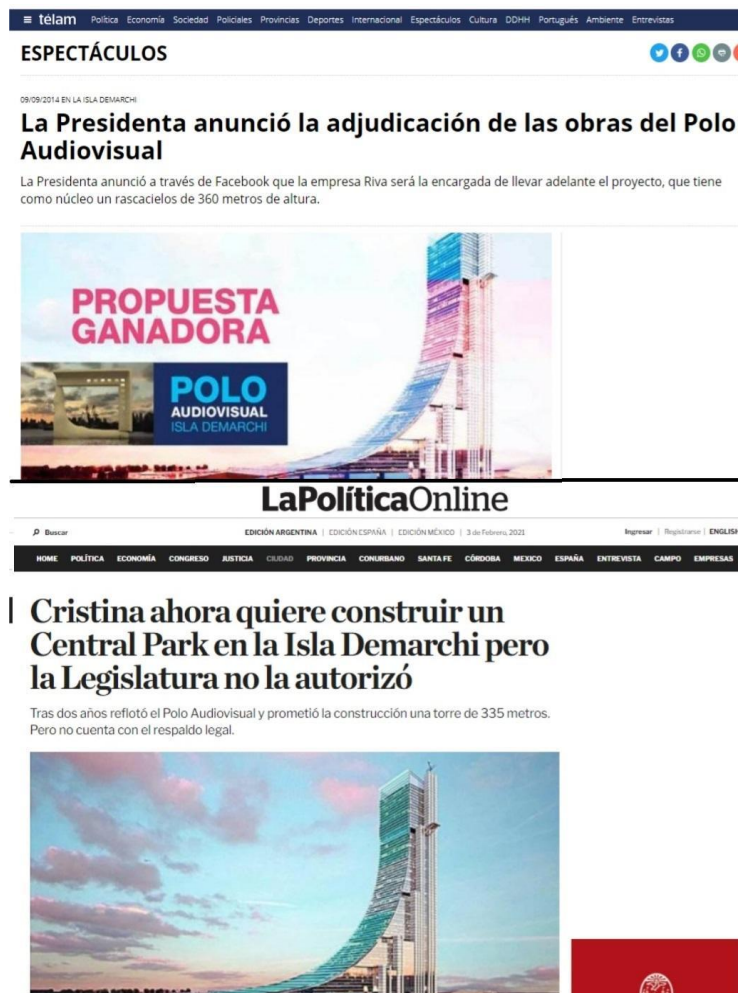 ≡ télam Política Economía Sociedad Policiales Provincias Deportes Internacional Espectáculos Cultura DDHH Portugués Ambiente Entrevistas
ESPECTÁCULOS
09/09/2014 EN LA ISLA DEMARCHI
La Presidenta anunció la adjudicación de las obras del Polo
Audiovisual
La Presidenta anunció a través de Facebook que la empresa Riva será la encargada de llevar adelante el proyecto, que tiene
como núcleo un rascacielos de 360 metros de altura.
PROPUESTA
GANADORA
POLO
AUDIOVISUAL
ISLA DEMARCHI
LaPolíticaOnline
Buscar EDICIÓN ARGENTINA | EDICIÓN ESPAÑA | EDICIÓN MÉXICO | 3 de Febrero, 2021 Ingresar | Registrarse | ENGLISH
HOME POLÍTICA ECONOMÍA CONGRESO JUSTICIA CIUDAD PROVINCIA CONURBANO SANTA FE CÓRDOBA MEXICO ESPAÑA ENTREVISTA CAMPO EMPRESAS
Cristina ahora quiere construir un
Central Park en la Isla Demarchi pero
la Legislatura no la autorizó
Tras dos años reflotó el Polo Audiovisual y prometió la construcción una torre de 335 metros.
Pero no cuenta con el respaldo legal.